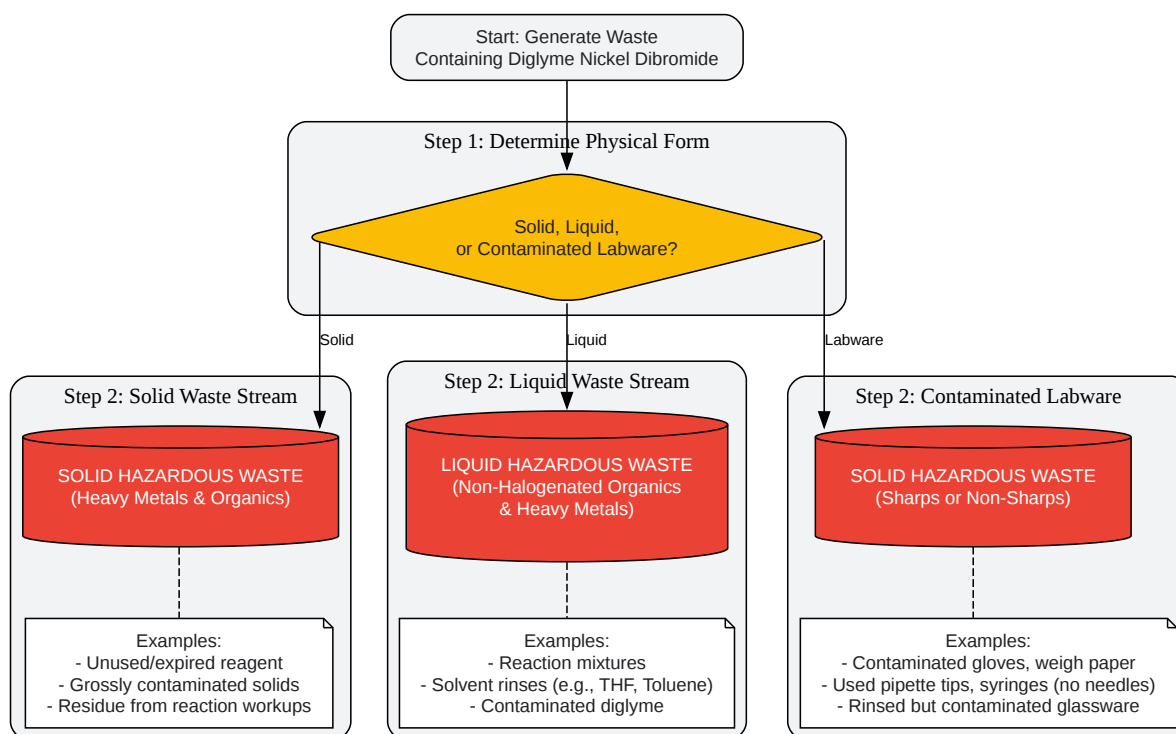 Start: Generate Waste
Containing Diglyme Nickel Dibromide
Step 1: Determine Physical Form
Solid, Liquid,
or Contaminated Labware?
Solid
Liquid
Labware
Step 2: Solid Waste Stream
SOLID HAZARDOUS WASTE
(Heavy Metals & Organics)
Examples:
- Unused/expired reagent
- Grossly contaminated solids
- Residue from reaction workups
Step 2: Liquid Waste Stream
LIQUID HAZARDOUS WASTE
(Non-Halogenated Organics
& Heavy Metals)
Examples:
- Reaction mixtures
- Solvent rinses (e.g., THF, Toluene)
- Contaminated diglyme
Step 2: Contaminated Labware
SOLID HAZARDOUS WASTE
(Sharps or Non-Sharps)
Examples:
- Contaminated gloves, weigh paper
- Used pipette tips, syringes (no needles)
- Rinsed but contaminated glassware